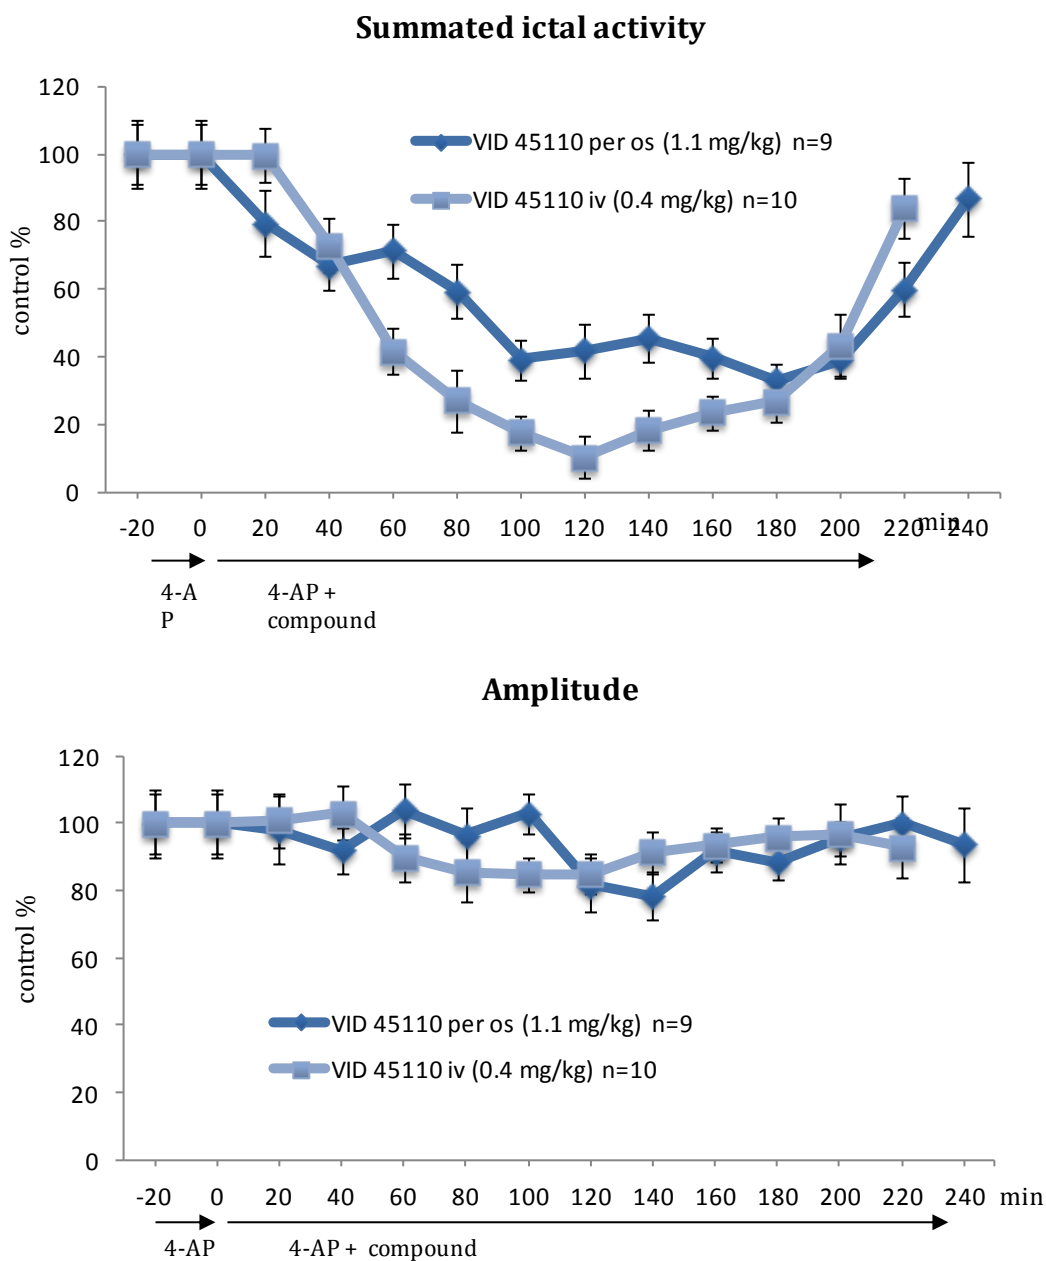 Summated ictal activity
120
VID 45110 per os (1.1 mg/kg) n=9
100
VID 45110 iv (0.4 mg/kg) n=10
80
60
40
20
0
control %
-20 0 20 40 60 80 100 120 140 160 180 200 220 min 240
4-A
P
4-AP +
compound
Amplitude
120
100
80
60
40
20
0
control %
VID 45110 per os (1.1 mg/kg) n=9
VID 45110 iv (0.4 mg/kg) n=10
-20 0 20 40 60 80 100 120 140 160 180 200 220 240 min
4-AP 4-AP + compound